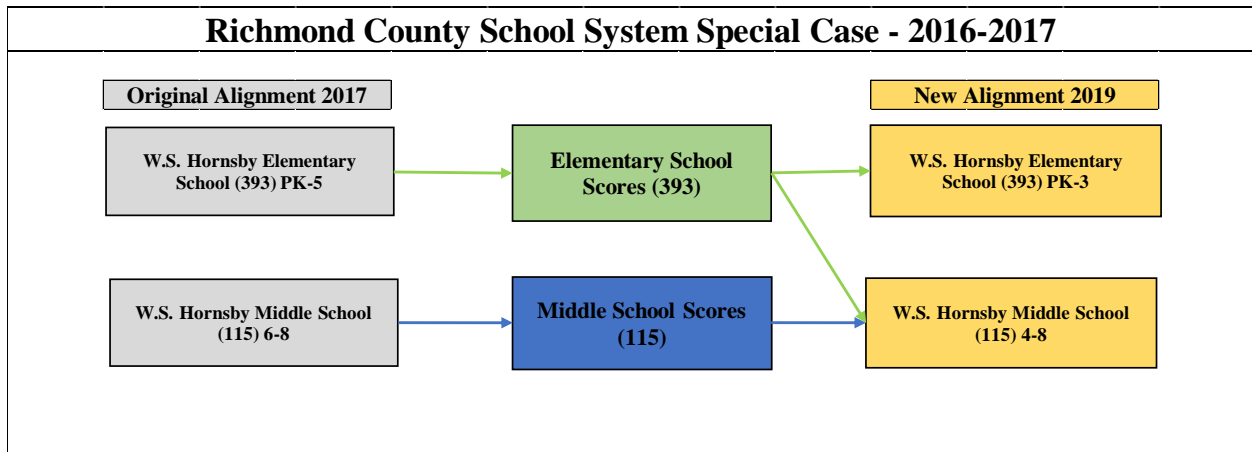 Richmond County School System Special Case - 2016-2017
Original Alignment 2017
New Alignment 2019
W.S. Hornsby Elementary
School (393) PK-5
Elementary School
Scores (393)
W.S. Hornsby Elementary
School (393) PK-3
W.S. Hornsby Middle School
(115) 6-8
Middle School Scores
(115)
W.S. Hornsby Middle School
(115) 4-8